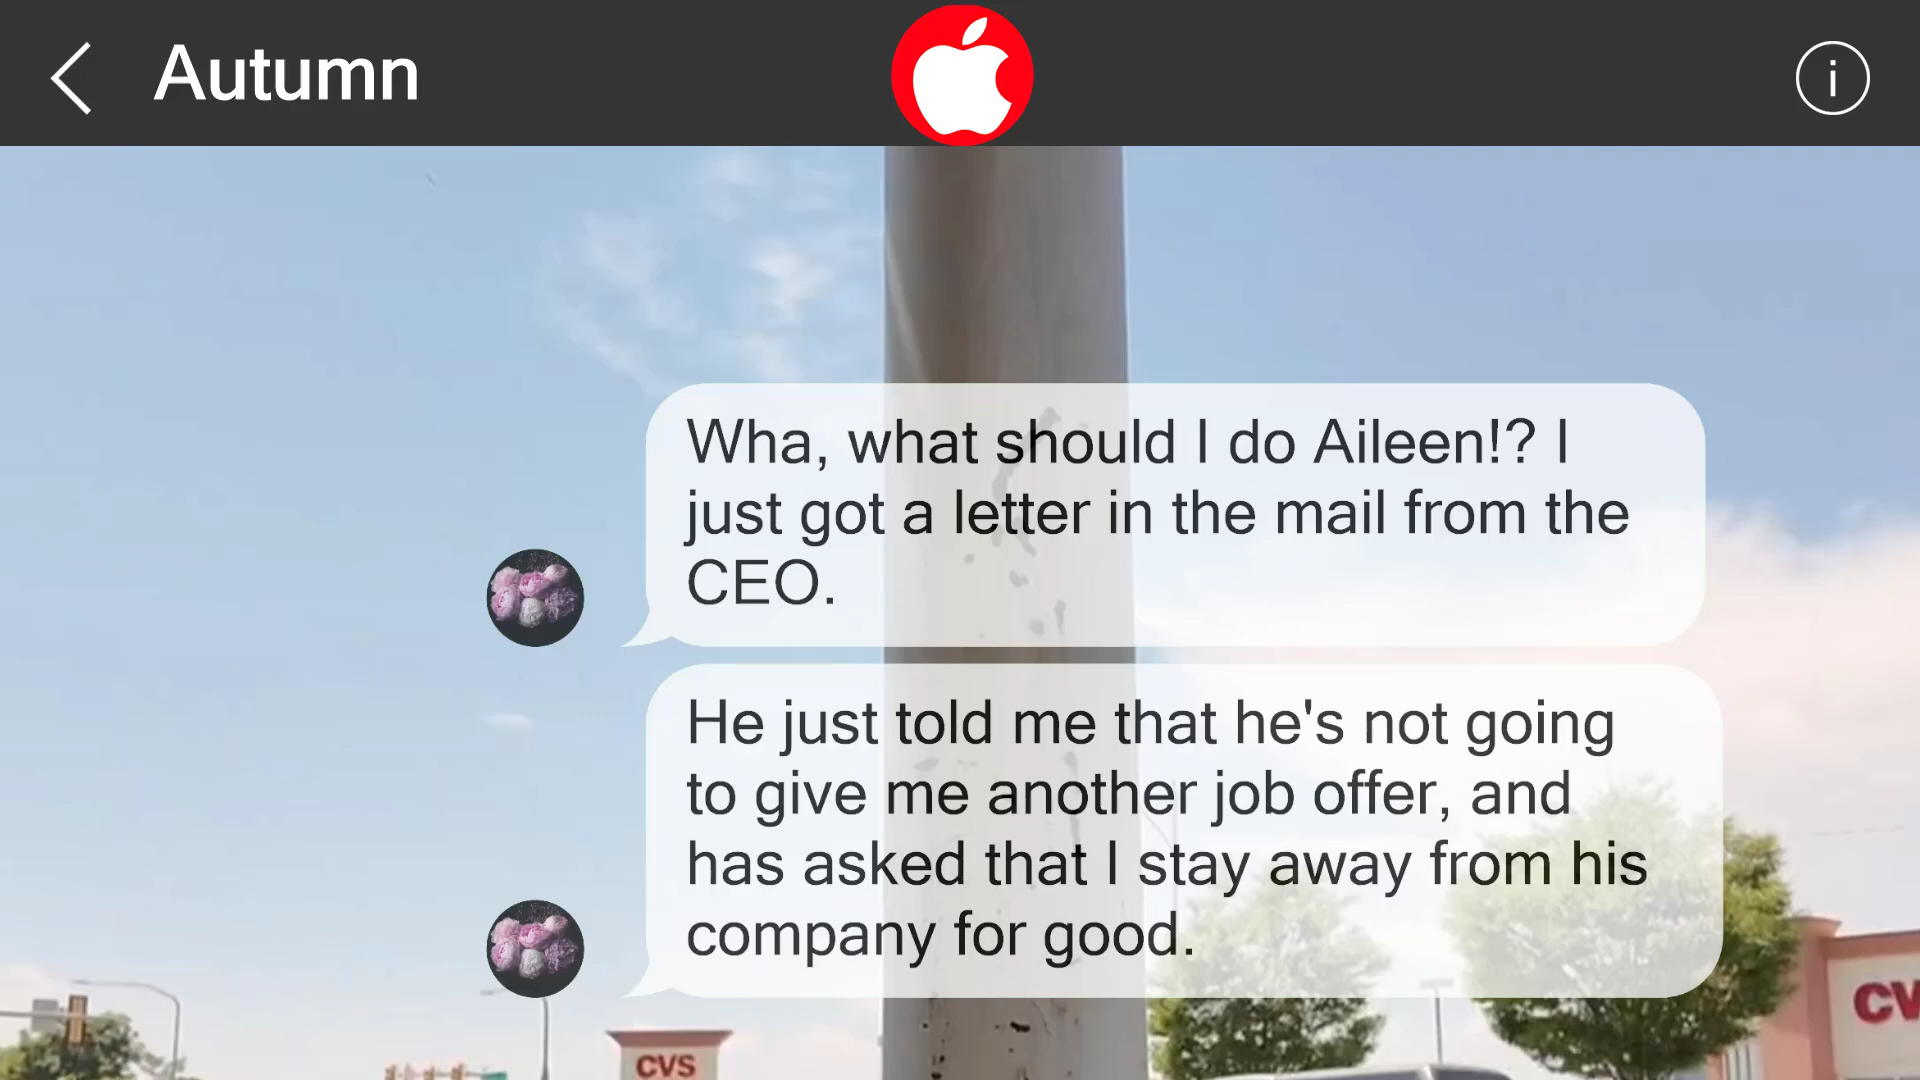 Autumn
i
Wha, what should I do Aileen!? I
just got a letter in the mail from the
CEO.
He just told me that he's not going
to give me another job offer, and
has asked that I stay away from his
company for good.
CVS
CV